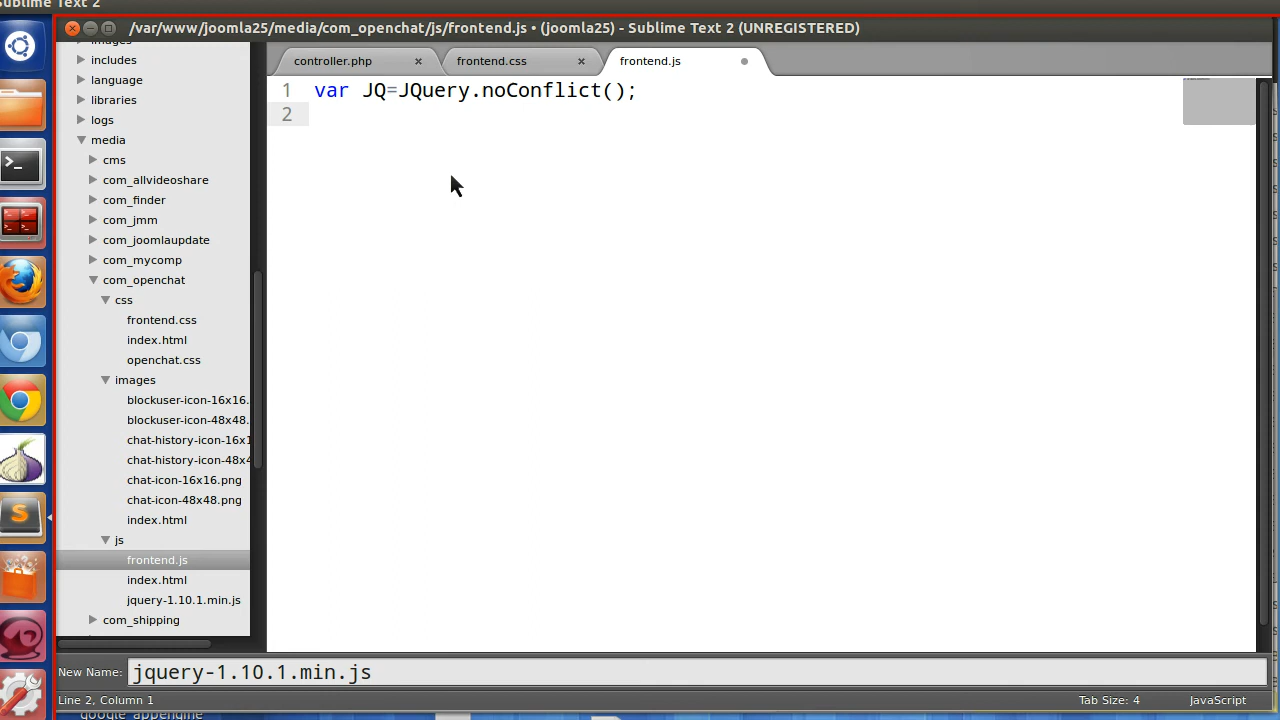 Sublime Text 2
/var/www/joomla25/media/com_openchat/js/frontend.js • (joomla25) - Sublime Text 2 (UNREGISTERED)
images
includes
language
libraries
logs
media
cms
com_allvideoshare
com_finder
com_jmm
com_joomlaupdate
com_mycomp
com_openchat
css
frontend.css
index.html
openchat.css
images
blockuser-icon-16x16.
blockuser-icon-48x48.
chat-history-icon-16x1
chat-history-icon-48x4
chat-icon-16x16.png
chat-icon-48x48.png
index.html
js
frontend.js
index.html
jquery-1.10.1.min.js
com_shipping
controller.php
frontend.css
frontend.js
1 var JQ=JQuery.noConflict();
2
New Name: jquery-1.10.1.min.js
Line 2, Column 1
Tab Size: 4
JavaScript
google appengine